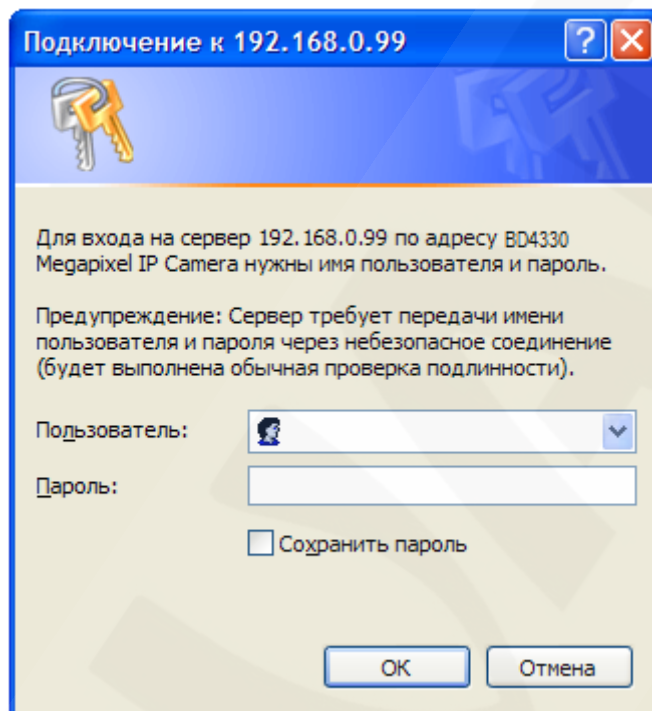 Подключение к 192.168.0.99
Для входа на сервер 192.168.0.99 по адресу BD4330
Megapixel IP Camera нужны имя пользователя и пароль.
Предупреждение: Сервер требует передачи имени
пользователя и пароля через небезопасное соединение
(будет выполнена обычная проверка подлинности).
Пользователь:
Пароль:
Сохранить пароль
ОК Отмена